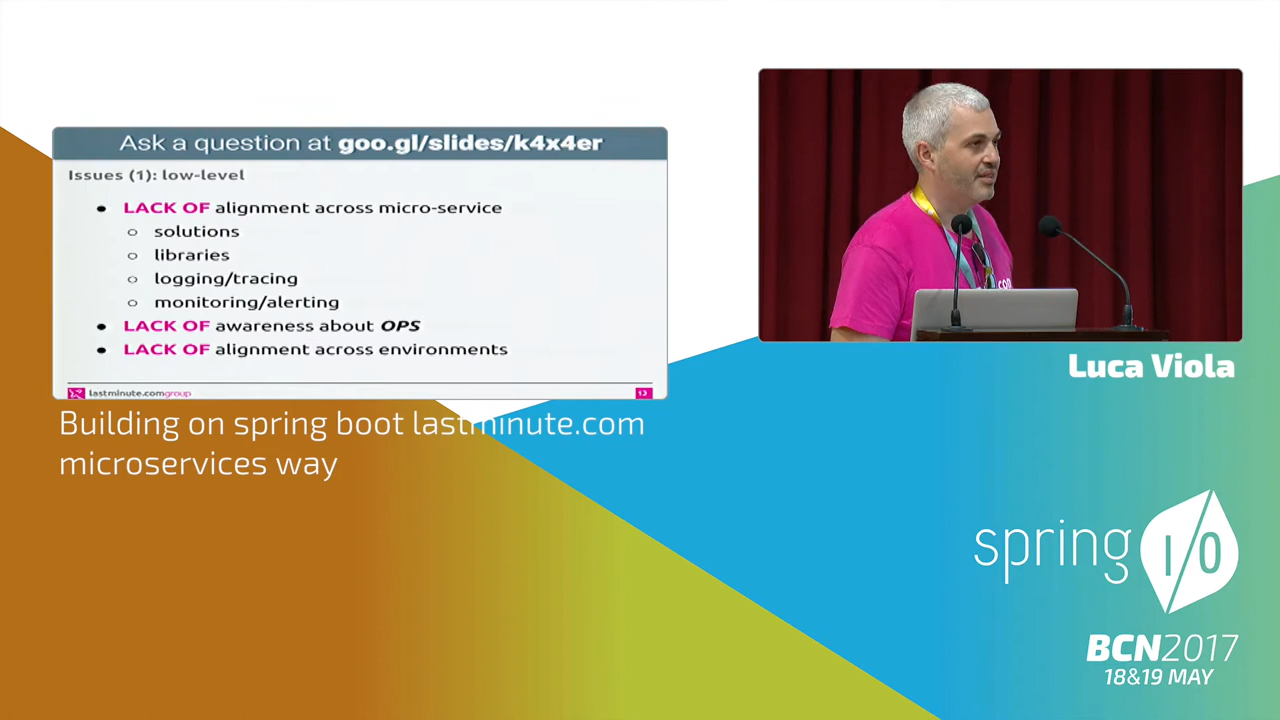 Ask a question at goo.gl/slides/k4x4er
Issues (1): low-level
● LACK OF alignment across micro-service
○ solutions
○ libraries
○ logging/tracing
○ monitoring/alerting
● LACK OF awareness about OPS
● LACK OF alignment across environments
lastminute.comgroup
13
Building on spring boot lastminute.com
microservices way
Luca Viola
spring I/O
BCN2017
18&19 MAY